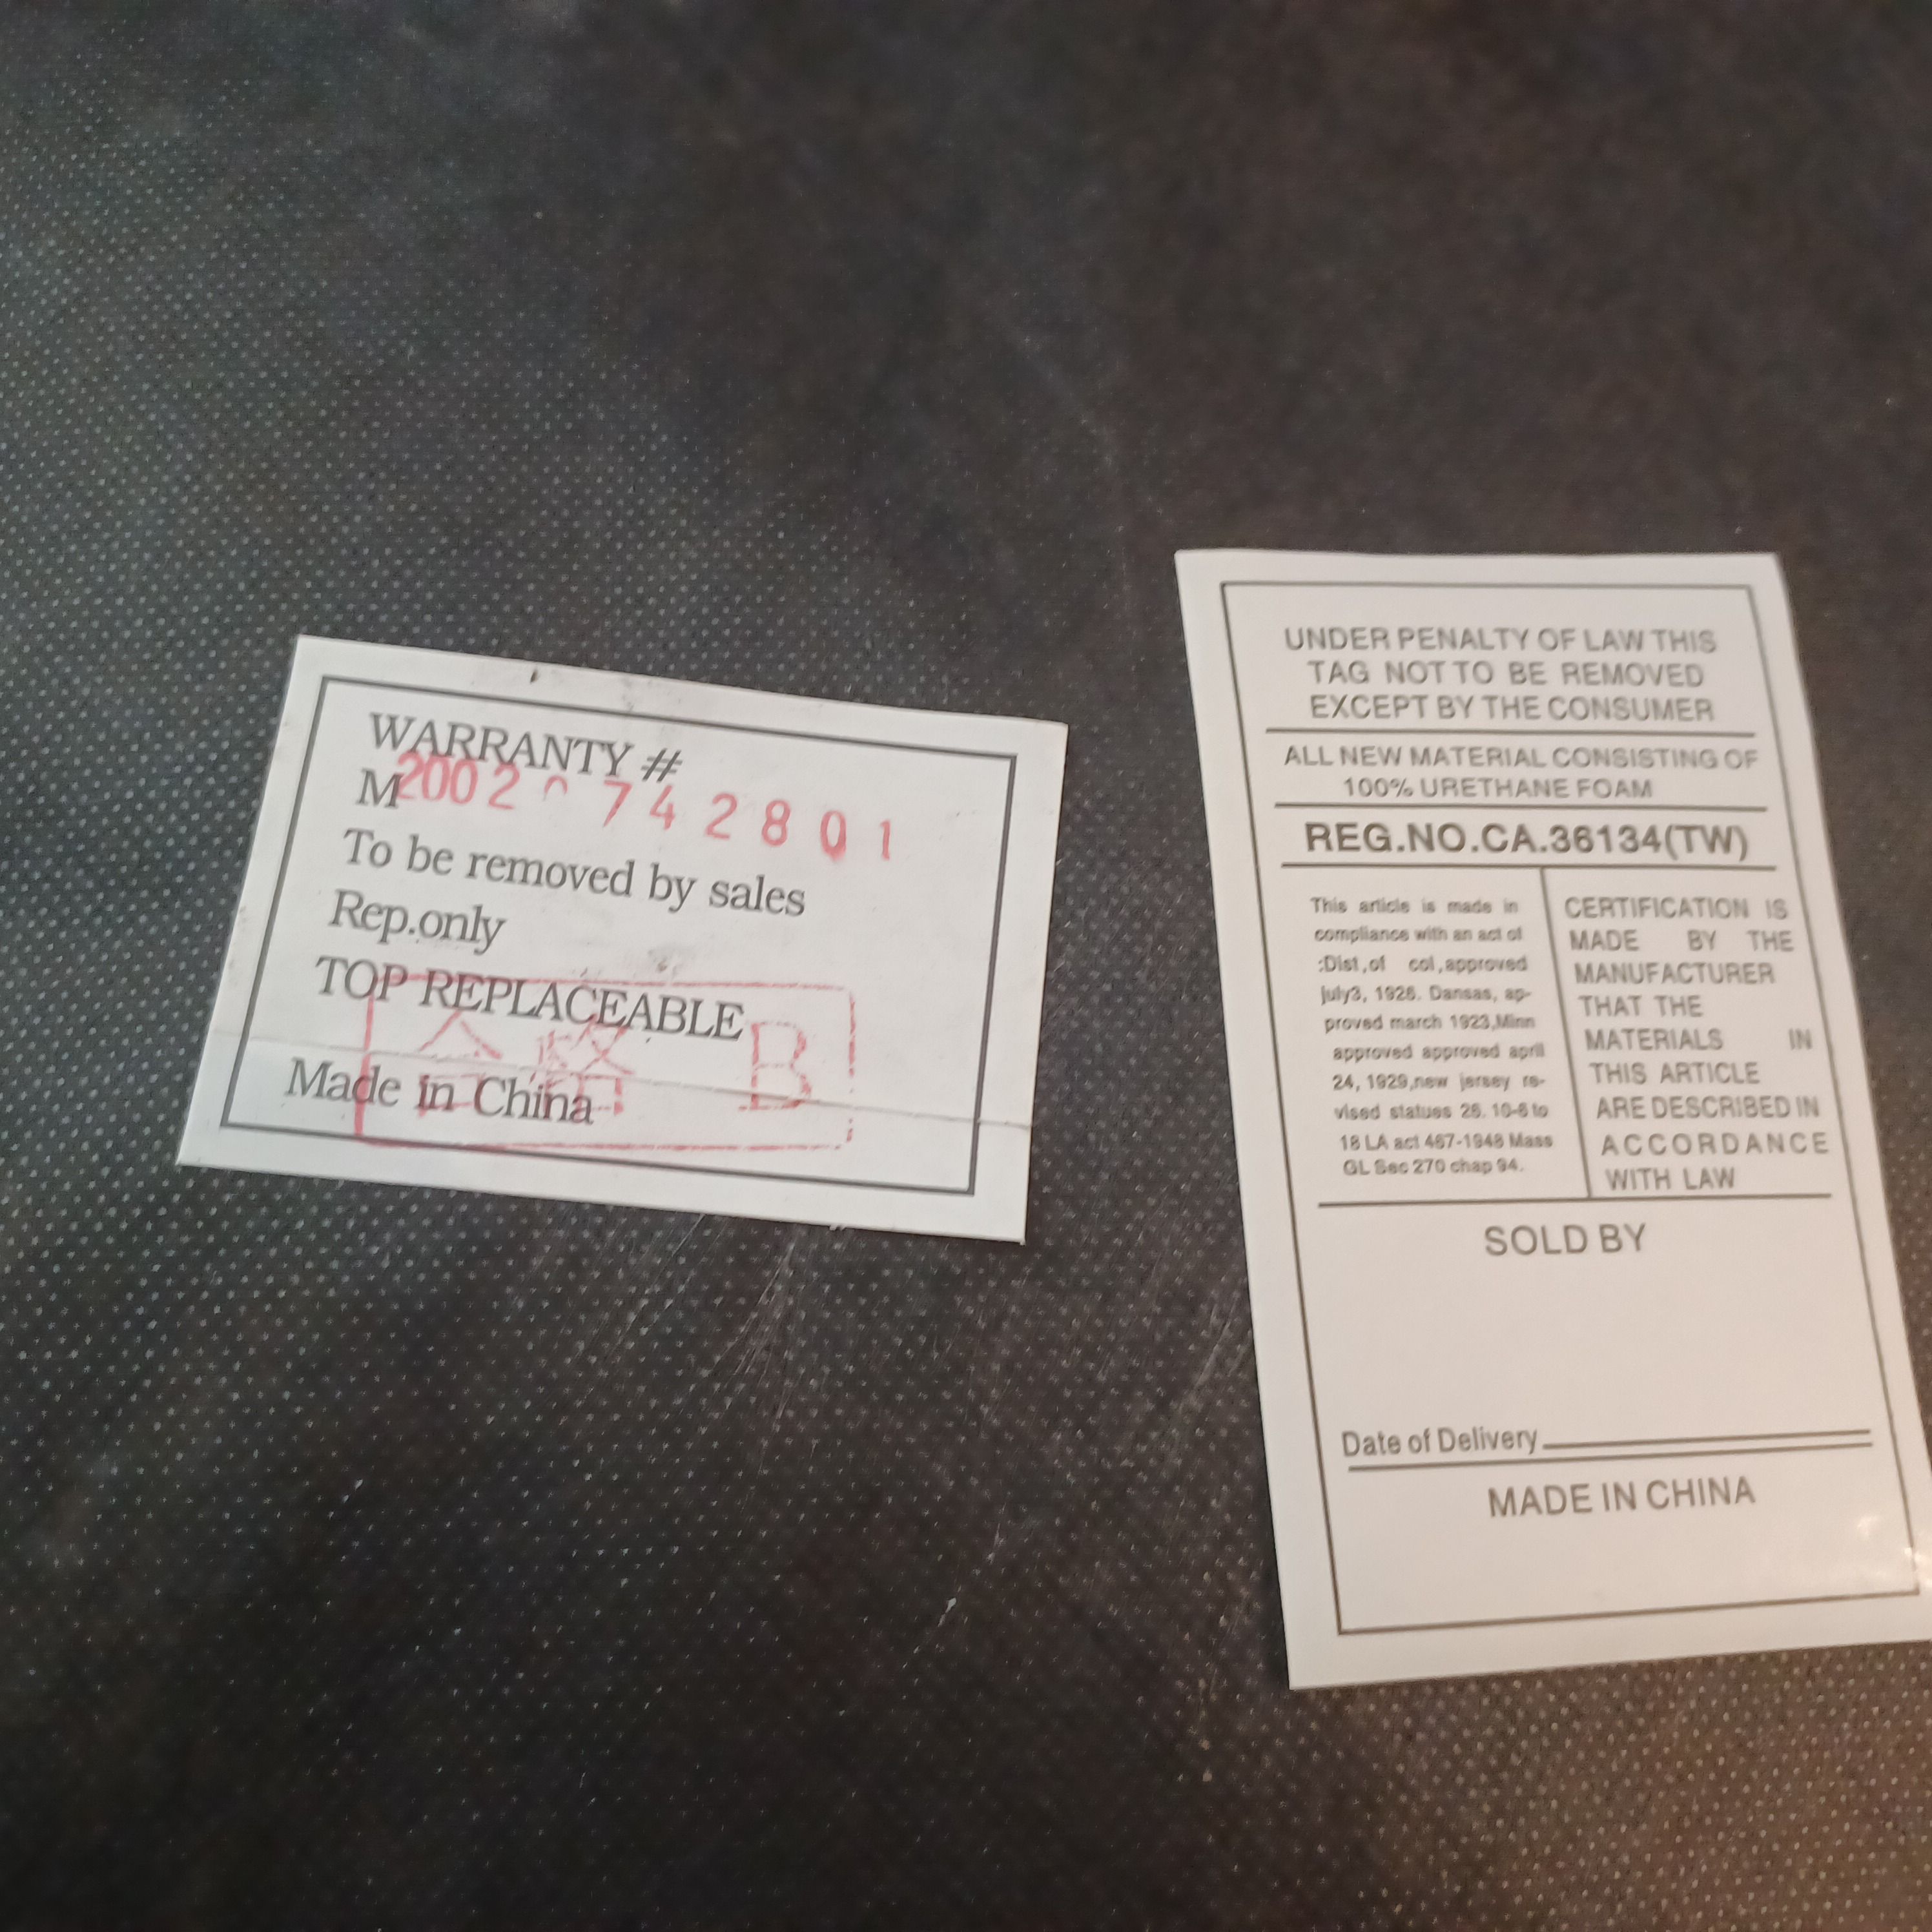 WARRANTY #
M2002 742801
To be removed by sales
Rep.only
TOP REPLACEABLE
合格 B
Made in China
UNDER PENALTY OF LAW THIS
TAG NOT TO BE REMOVED
EXCEPT BY THE CONSUMER
ALL NEW MATERIAL CONSISTING OF
100% URETHANE FOAM
REG.NO.CA.36134(TW)
This article is made in
compliance with an act of
:Dist,of col,approved
july3, 1926. Dansas, ap-
proved march 1923,Minn
approved approved april
24, 1929,new jersey re-
vised statues 26. 10-6 to
18 LA act 467-1948 Mass
GL Sec 270 chap 94.
CERTIFICATION IS
MADE BY THE
MANUFACTURER
THAT THE
MATERIALS IN
THIS ARTICLE
ARE DESCRIBED IN
ACCORDANCE
WITH LAW
SOLD BY
Date of Delivery
MADE IN CHINA